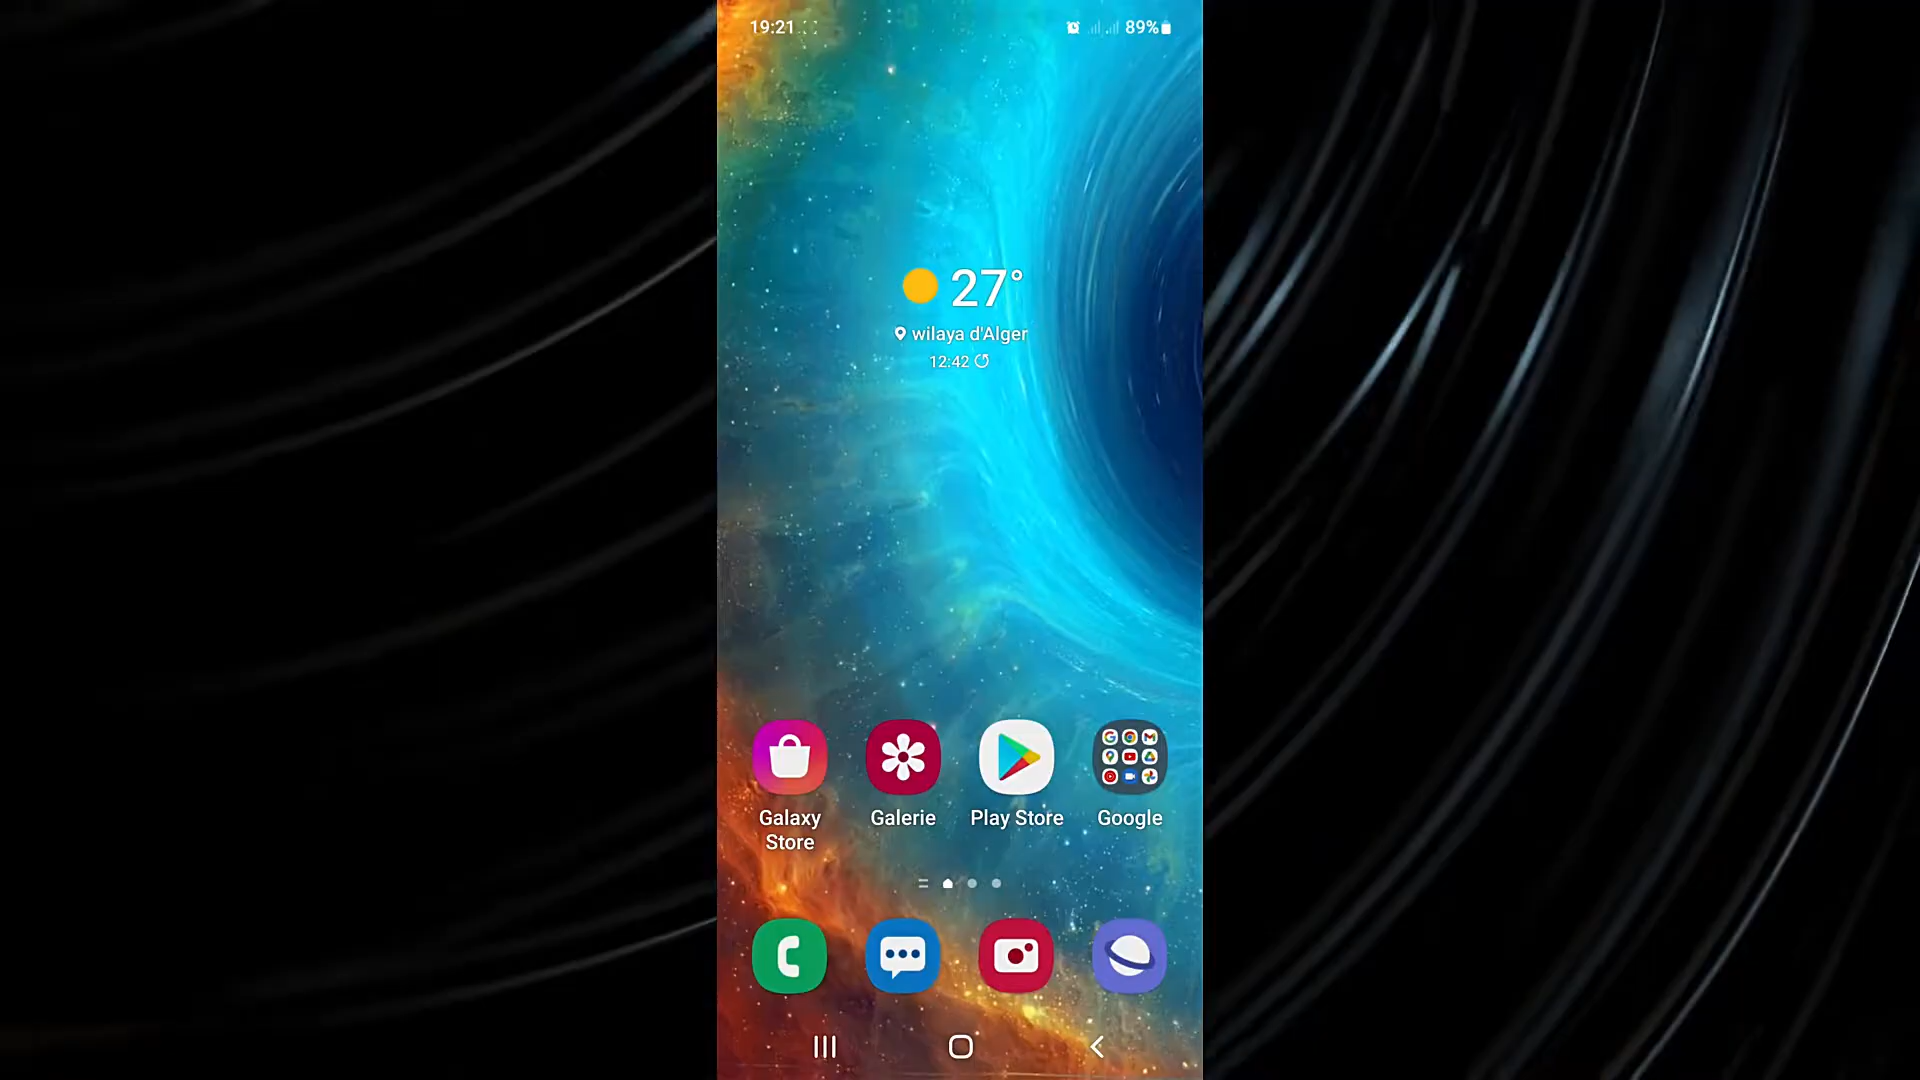 19:21
89%
27°
wilaya d'Alger
12:42
Galaxy
Store
Galerie
Play Store
Google